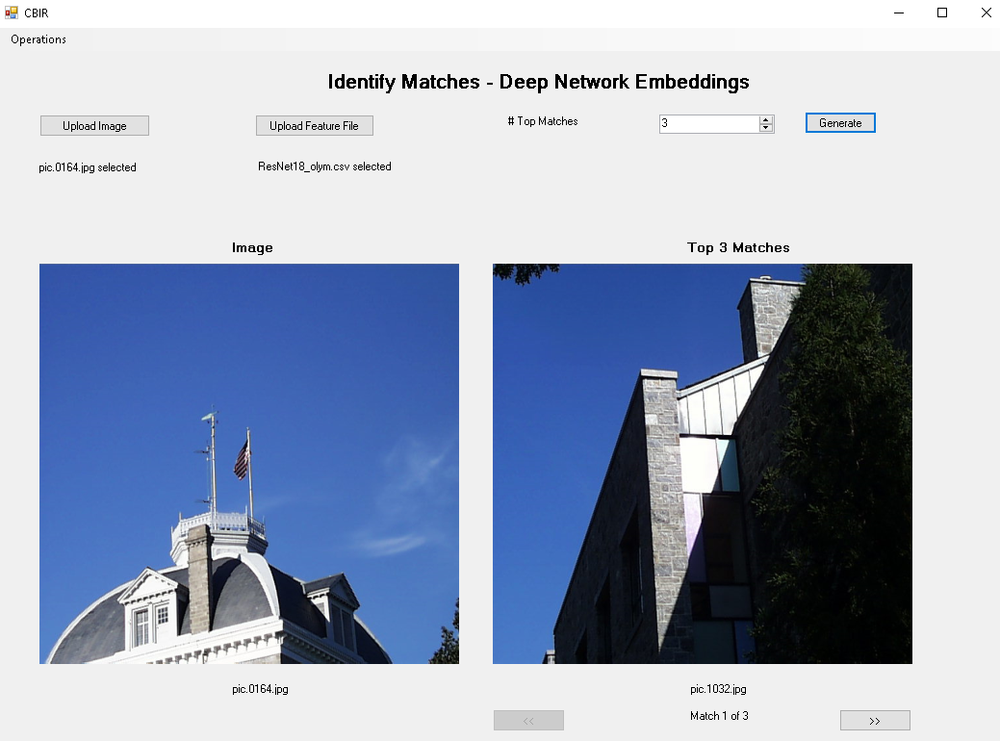 CBIR
Operations
Identify Matches - Deep Network Embeddings
Upload Image
Upload Feature File
# Top Matches
3
Generate
pic.0164.jpg selected
ResNet18_olym.csv selected
Image
Top 3 Matches
pic.0164.jpg
pic.1032.jpg
<<
Match 1 of 3
>>